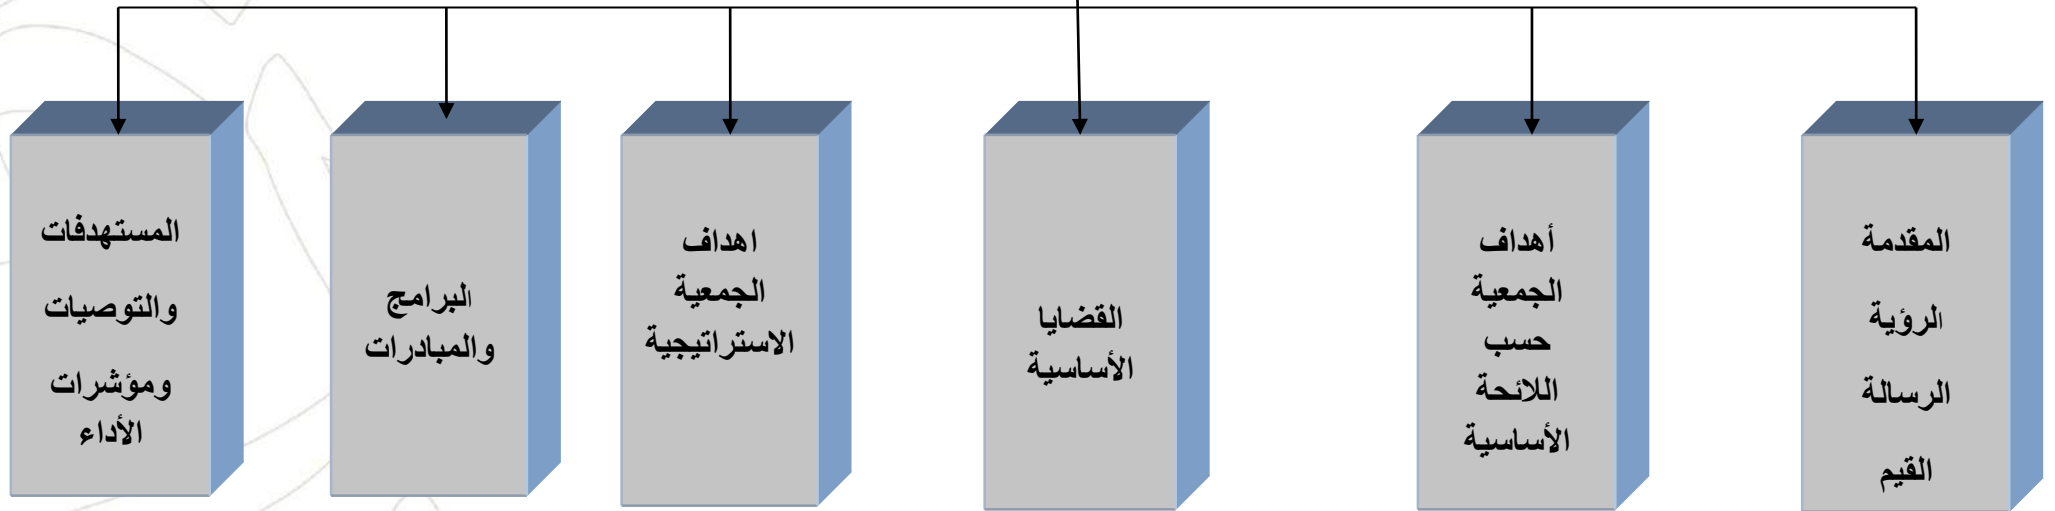 المقدمة
الرؤية
الرسالة
القيم
أهداف
الجمعية
حسب
اللائحة
الأساسية
القضايا
الأساسية
اهداف
الجمعية
الاستراتيجية
البرامج
والمبادرات
المستهدفات
والتوصيات
ومؤشرات
الأداء